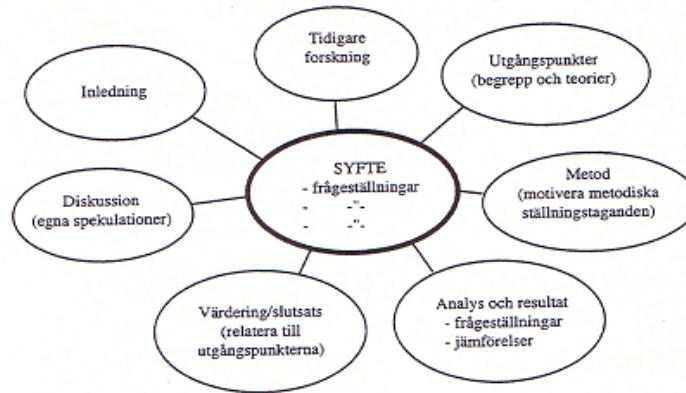 Tidigare
forskning
Utgångspunkter
(begrepp och teorier)
Inledning
SYFTE
- frågeställningar
- -"-
- -"-
Metod
(motivera metodiska
ställningstaganden)
Diskussion
(egna spekulationer)
Värdering/slutsats
(relatera till
utgångspunkterna)
Analys och resultat
- frågeställningar
- jämförelser